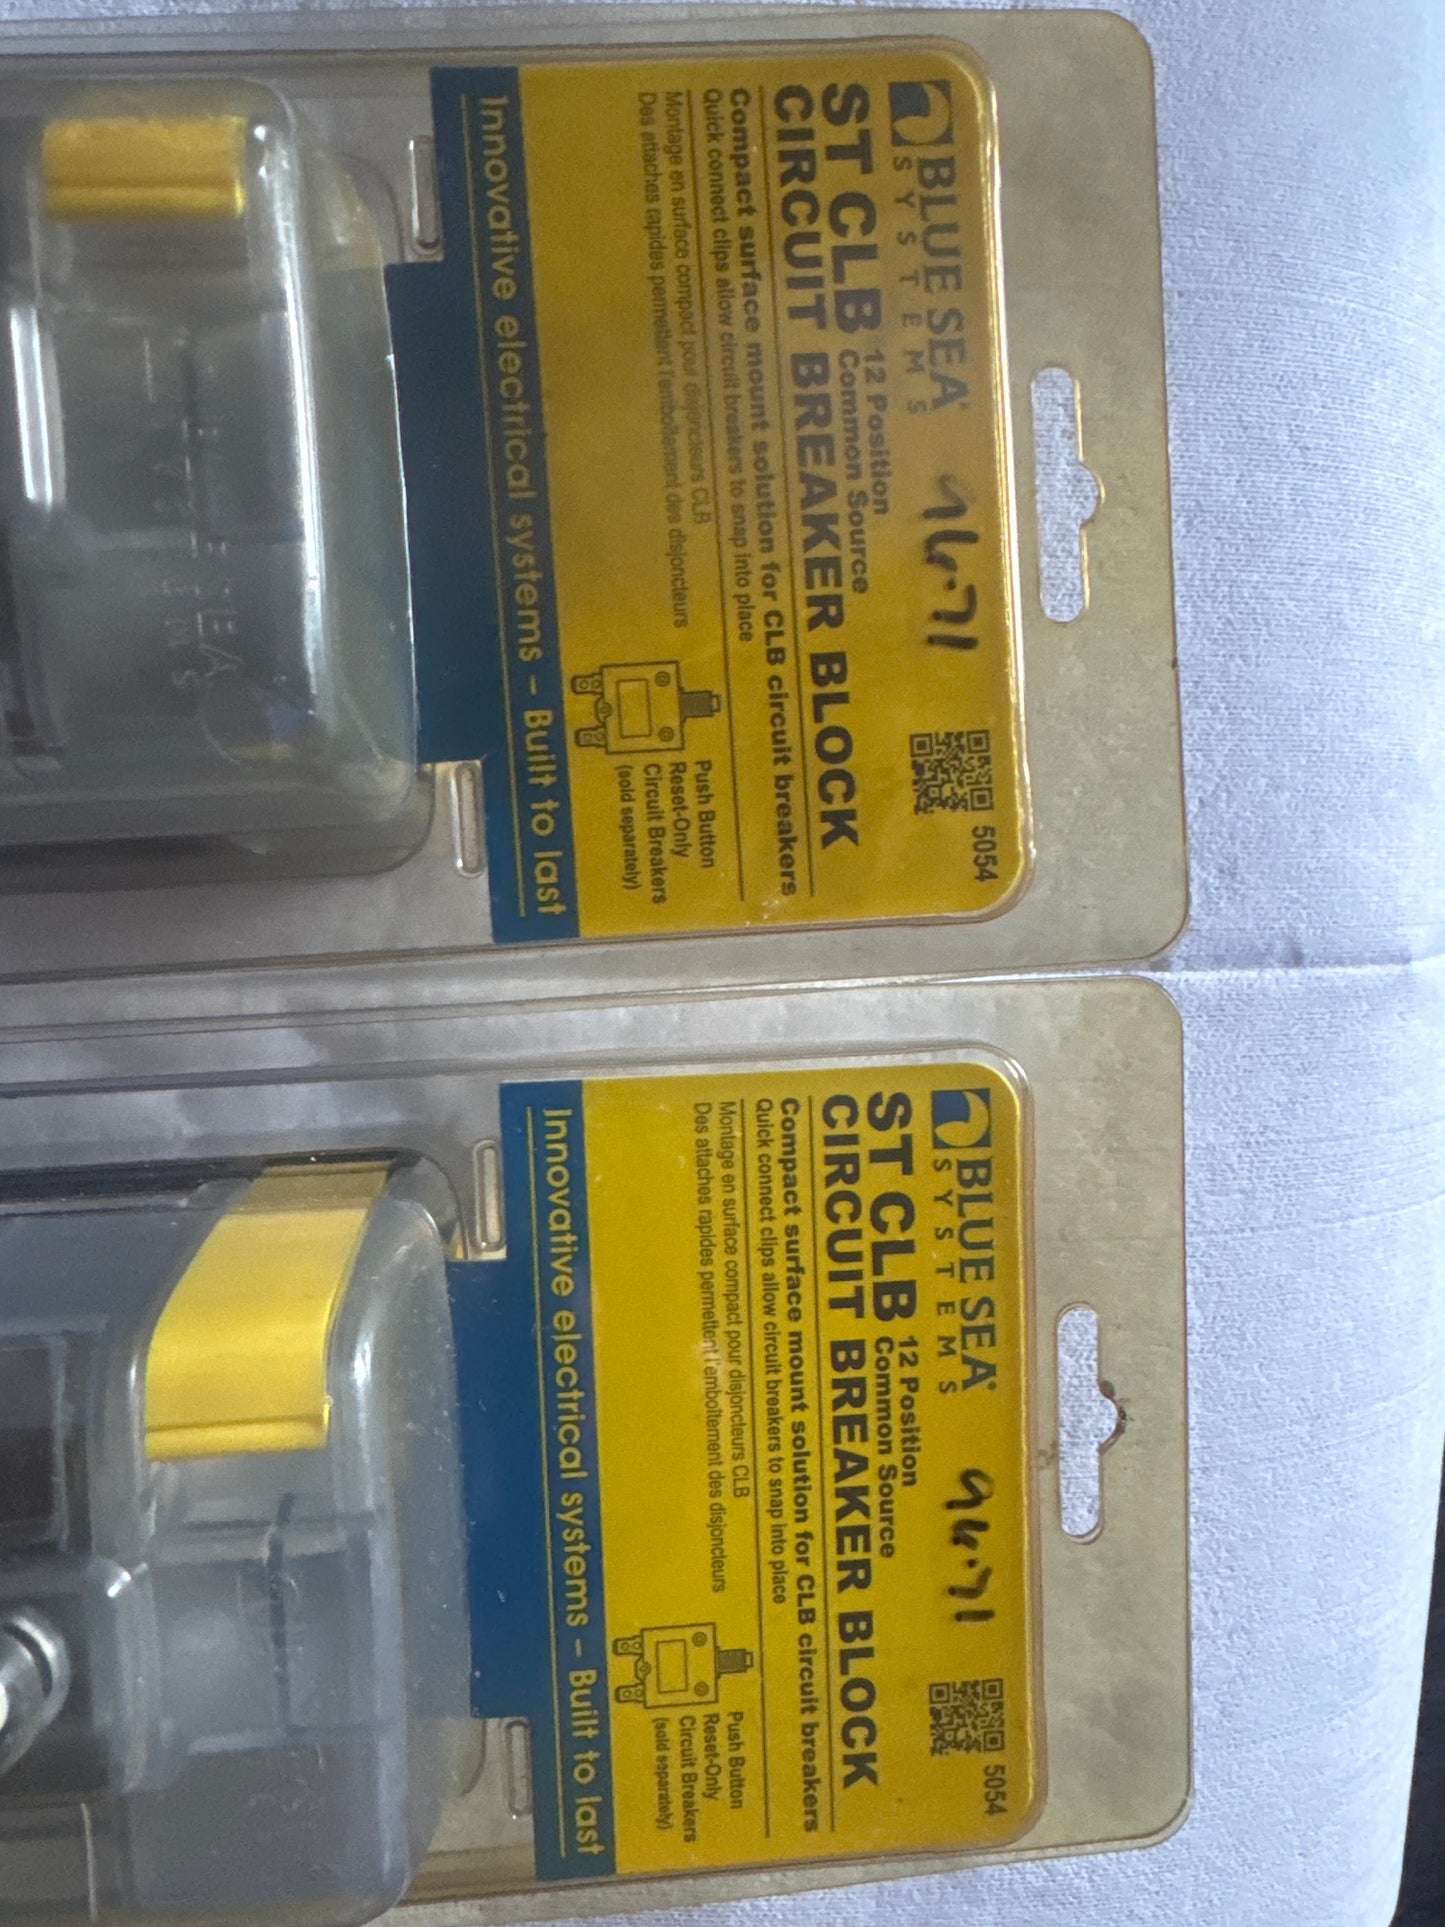 BLUE SEA
SYSTEMS
94.71
5054
ST CLB 12 Position
Common Source
CIRCUIT BREAKER BLOCK
Compact surface mount solution for CLB circuit breakers
Quick connect clips allow circuit breakers to snap into place
Montage en surface compact pour disjoncteurs CLB
Des attaches rapides permettent l'emboîtement des disjoncteurs
Push Button
Reset-Only
Circuit Breakers
(sold separately)
Innovative electrical systems – Built to last
BLUE SEA
SYSTEMS
94.71
5054
ST CLB 12 Position
Common Source
CIRCUIT BREAKER BLOCK
Compact surface mount solution for CLB circuit breakers
Quick connect clips allow circuit breakers to snap into place
Montage en surface compact pour disjoncteurs CLB
Des attaches rapides permettent l'emboîtement des disjoncteurs
Push Button
Reset-Only
Circuit Breakers
(sold separately)
Innovative electrical systems – Built to last